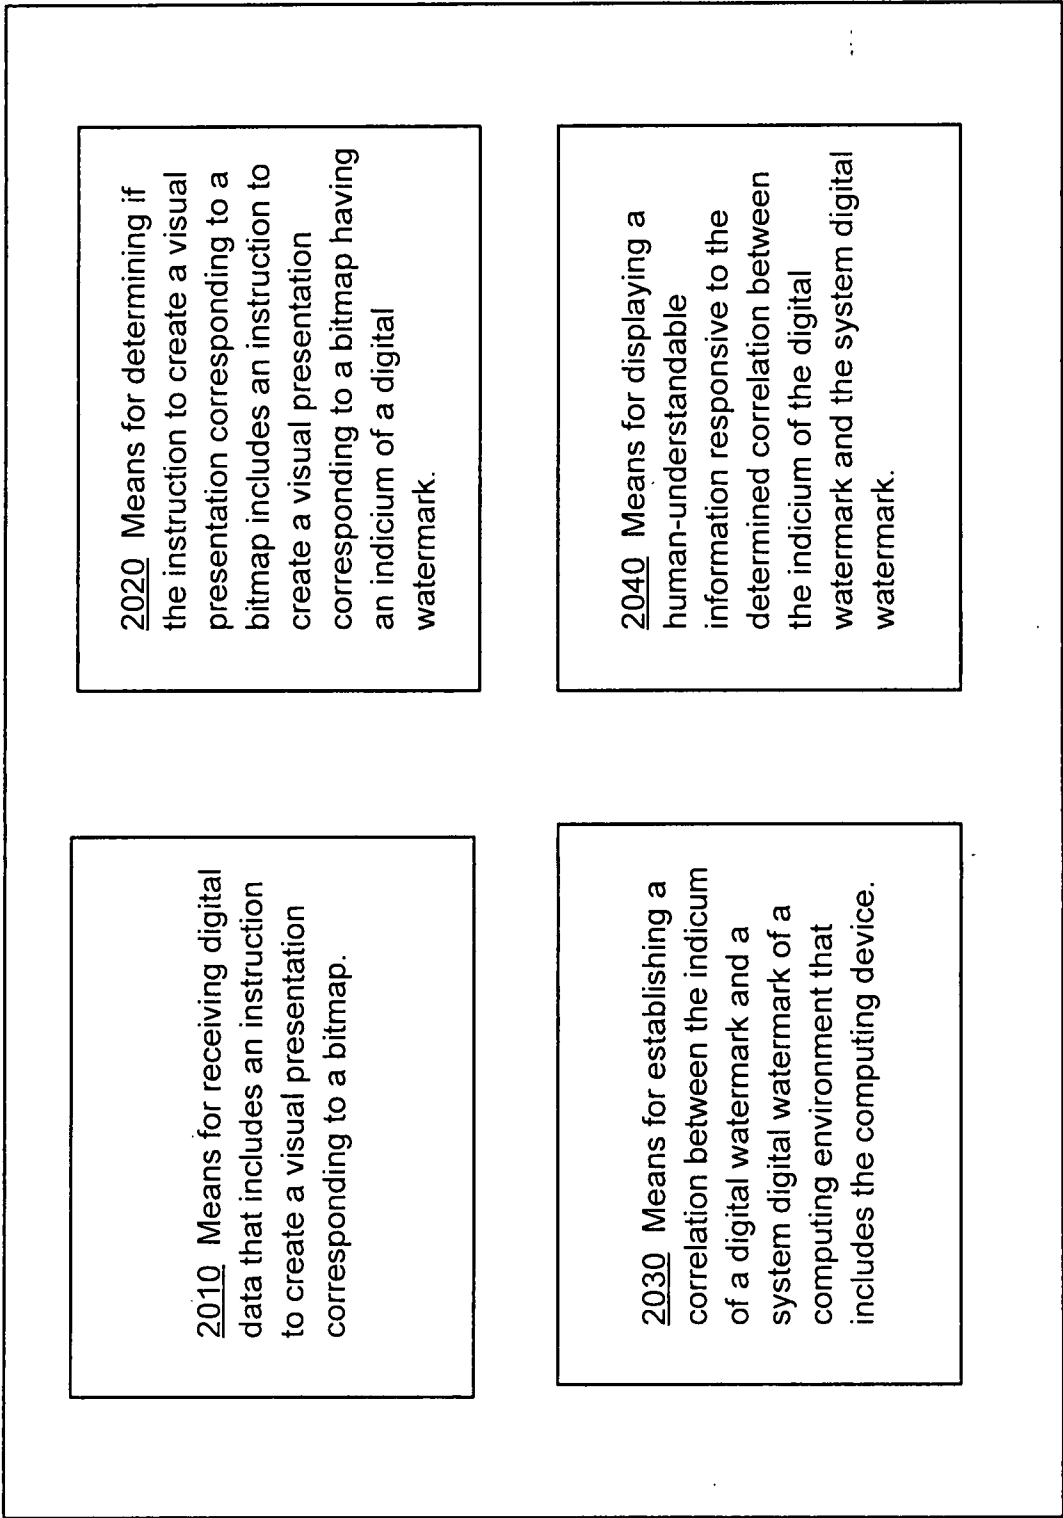 2010 Means for receiving digital
data that includes an instruction
to create a visual presentation
corresponding to a bitmap.
2020 Means for determining if
the instruction to create a visual
presentation corresponding to a
bitmap includes an instruction to
create a visual presentation
corresponding to a bitmap having
an indicium of a digital
watermark.
2030 Means for establishing a
correlation between the indicum
of a digital watermark and a
system digital watermark of a
computing environment that
includes the computing device.
2040 Means for displaying a
human-understandable
information responsive to the
determined correlation between
the indicium of the digital
watermark and the system digital
watermark.